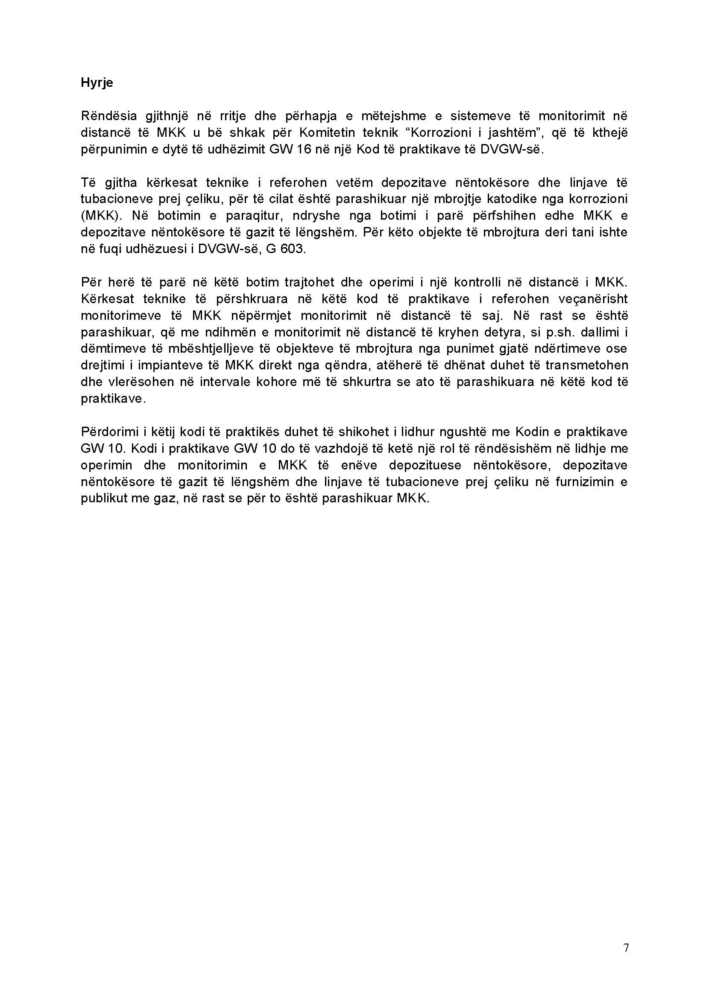 Hyrje
Rëndësia gjithnjë në rritje dhe përhapja e mëtejshme e sistemeve të monitorimit në
distancë të MKK u bë shkak për Komitetin teknik “Korrozioni i jashtëm”, që të kthejë
përpunimin e dytë të udhëzimit GW 16 në një Kod të praktikave të DVGW-së.
Të gjitha kërkesat teknike i referohen vetëm depozitave nëntokësore dhe linjave të
tubacioneve prej çeliku, për të cilat është parashikuar një mbrojtje katodike nga korrozioni
(MKK). Në botimin e paraqitur, ndryshe nga botimi i parë përfshihen edhe MKK e
depozitave nëntokësore të gazit të lëngshëm. Për këto objekte të mbrojtura deri tani ishte
në fuqi udhëzuesi i DVGW-së, G 603.
Për herë të parë në këtë botim trajtohet dhe operimi i një kontrolli në distancë i MKK.
Kërkesat teknike të përshkruara në këtë kod të praktikave i referohen veçanërisht
monitorimeve të MKK nëpërmjet monitorimit në distancë të saj. Në rast se është
parashikuar, që me ndihmën e monitorimit në distancë të kryhen detyra, si p.sh. dallimi i
dëmtimeve të mbështjelljeve të objekteve të mbrojtura nga punimet gjatë ndërtimeve ose
drejtimi i impianteve të MKK direkt nga qëndra, atëherë të dhënat duhet të transmetohen
dhe vlerësohen në intervale kohore më të shkurtra se ato të parashikuara në këtë kod të
praktikave.
Përdorimi i këtij kodi të praktikës duhet të shikohet i lidhur ngushtë me Kodin e praktikave
GW 10. Kodi i praktikave GW 10 do të vazhdojë të ketë një rol të rëndësishëm në lidhje me
operimin dhe monitorimin e MKK të enëve depozituese nëntokësore, depozitave
nëntokësore të gazit të lëngshëm dhe linjave të tubacioneve prej çeliku në furnizimin e
publikut me gaz, në rast se për to është parashikuar MKK.
7